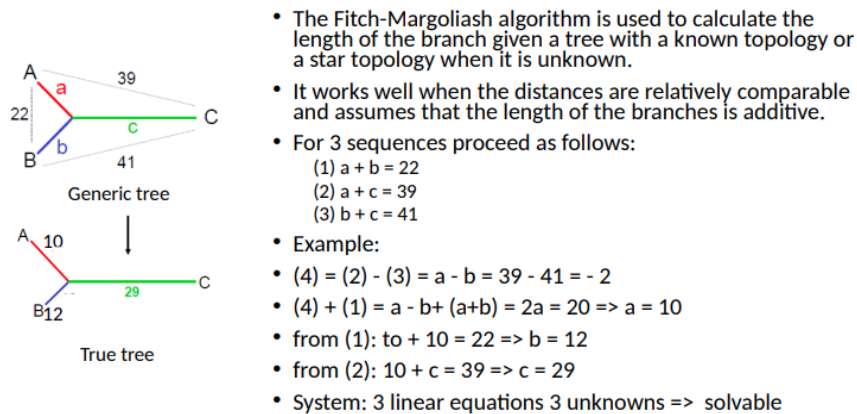 A
a
39
22
c
C
b
B
41
Generic tree
A
10
C
29
B12
True tree
• The Fitch-Margoliash algorithm is used to calculate the
length of the branch given a tree with a known topology or
a star topology when it is unknown.
• It works well when the distances are relatively comparable
and assumes that the length of the branches is additive.
• For 3 sequences proceed as follows:
(1) a + b = 22
(2) a + c = 39
(3) b + c = 41
• Example:
• (4) = (2) - (3) = a - b = 39 - 41 = - 2
• (4) + (1) = a - b+ (a+b) = 2a = 20 => a = 10
• from (1): to + 10 = 22 => b = 12
• from (2): 10 + c = 39 => c = 29
• System: 3 linear equations 3 unknowns => solvable